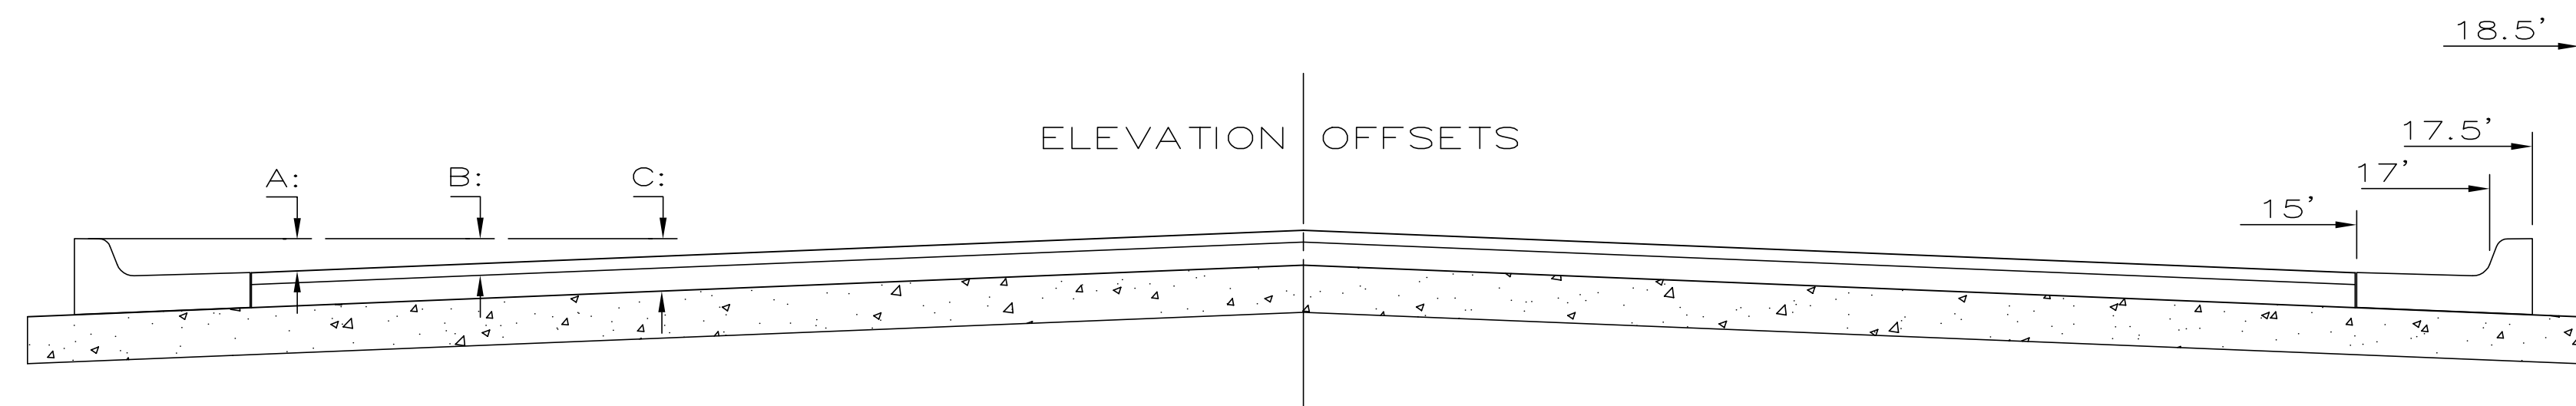 18.5'
17.5'
ELEVATION OFFSETS
17'
A: B: C:
15'